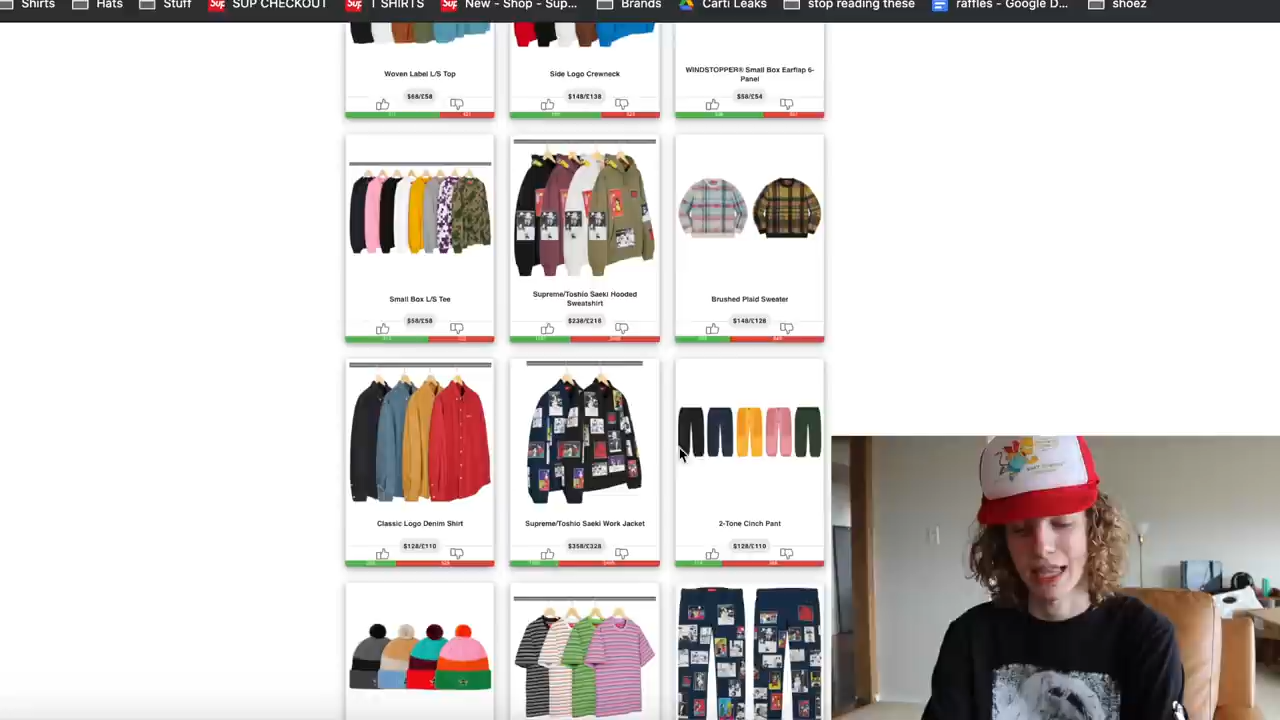 Shirts
Hats
Stuff
Sup SUP CHECKOUT
Sup T SHIRTS
Sup New - Shop - Sup...
Brands
Carti Leaks
stop reading these
raffles - Google D...
shoez
Woven Label L/S Top
$68/£58
Side Logo Crewneck
$148/£138
WINDSTOPPER® Small Box Earflap 6-
Panel
$58/£54
Small Box L/S Tee
$58/£58
Supreme/Toshio Saeki Hooded
Sweatshirt
$238/£218
Brushed Plaid Sweater
$148/£128
Classic Logo Denim Shirt
$128/£110
Supreme/Toshio Saeki Work Jacket
$358/£328
2-Tone Cinch Pant
$128/£110